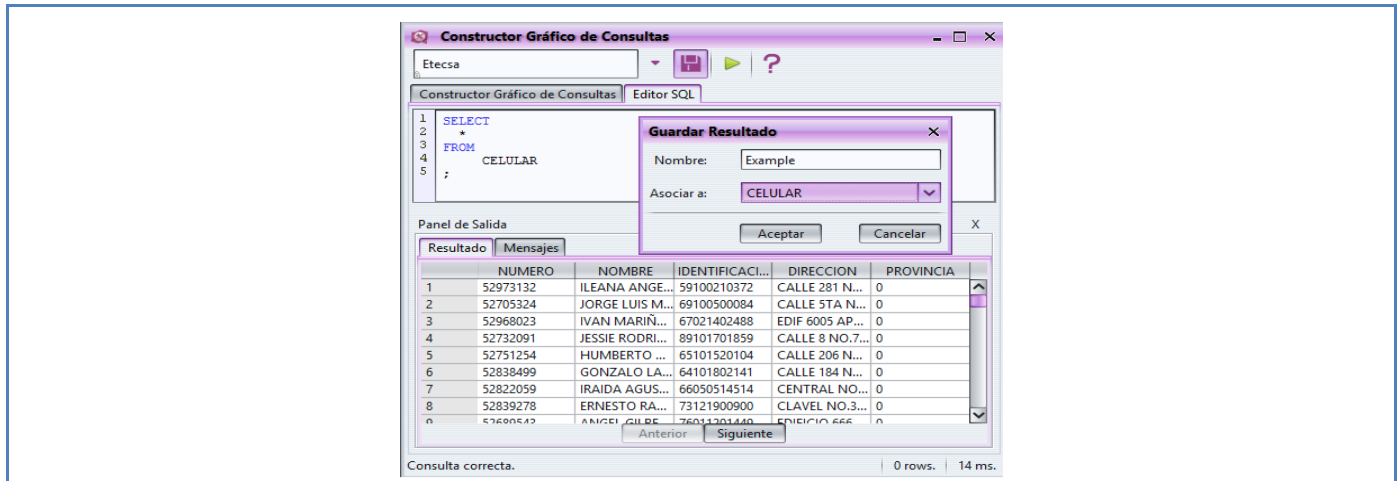 Constructor Gráfico de Consultas
Etecsa
Constructor Gráfico de Consultas Editor SQL
1 SELECT
2 *
3 FROM
4 CELULAR
5 ;
Guardar Resultado
Nombre: Example
Asociar a: CELULAR
Aceptar Cancelar
Panel de Salida X
Resultado Mensajes
NUMERO NOMBRE IDENTIFICACI... DIRECCION PROVINCIA
1 52973132 ILEANA ANGE... 59100210372 CALLE 281 N... 0
2 52705324 JORGE LUIS M... 69100500084 CALLE 5TA N... 0
3 52968023 IVAN MARIÑ... 67021402488 EDIF 6005 AP... 0
4 52732091 JESSIE RODRI... 89101701859 CALLE 8 NO.7... 0
5 52751254 HUMBERTO ... 65101520104 CALLE 206 N... 0
6 52838499 GONZALO LA... 64101802141 CALLE 184 N... 0
7 52822059 IRAIDA AGUS... 66050514514 CENTRAL NO... 0
8 52839278 ERNESTO RA... 73121900900 CLAVEL NO.3... 0
Anterior Siguiente
Consulta correcta. 0 rows. 14 ms.